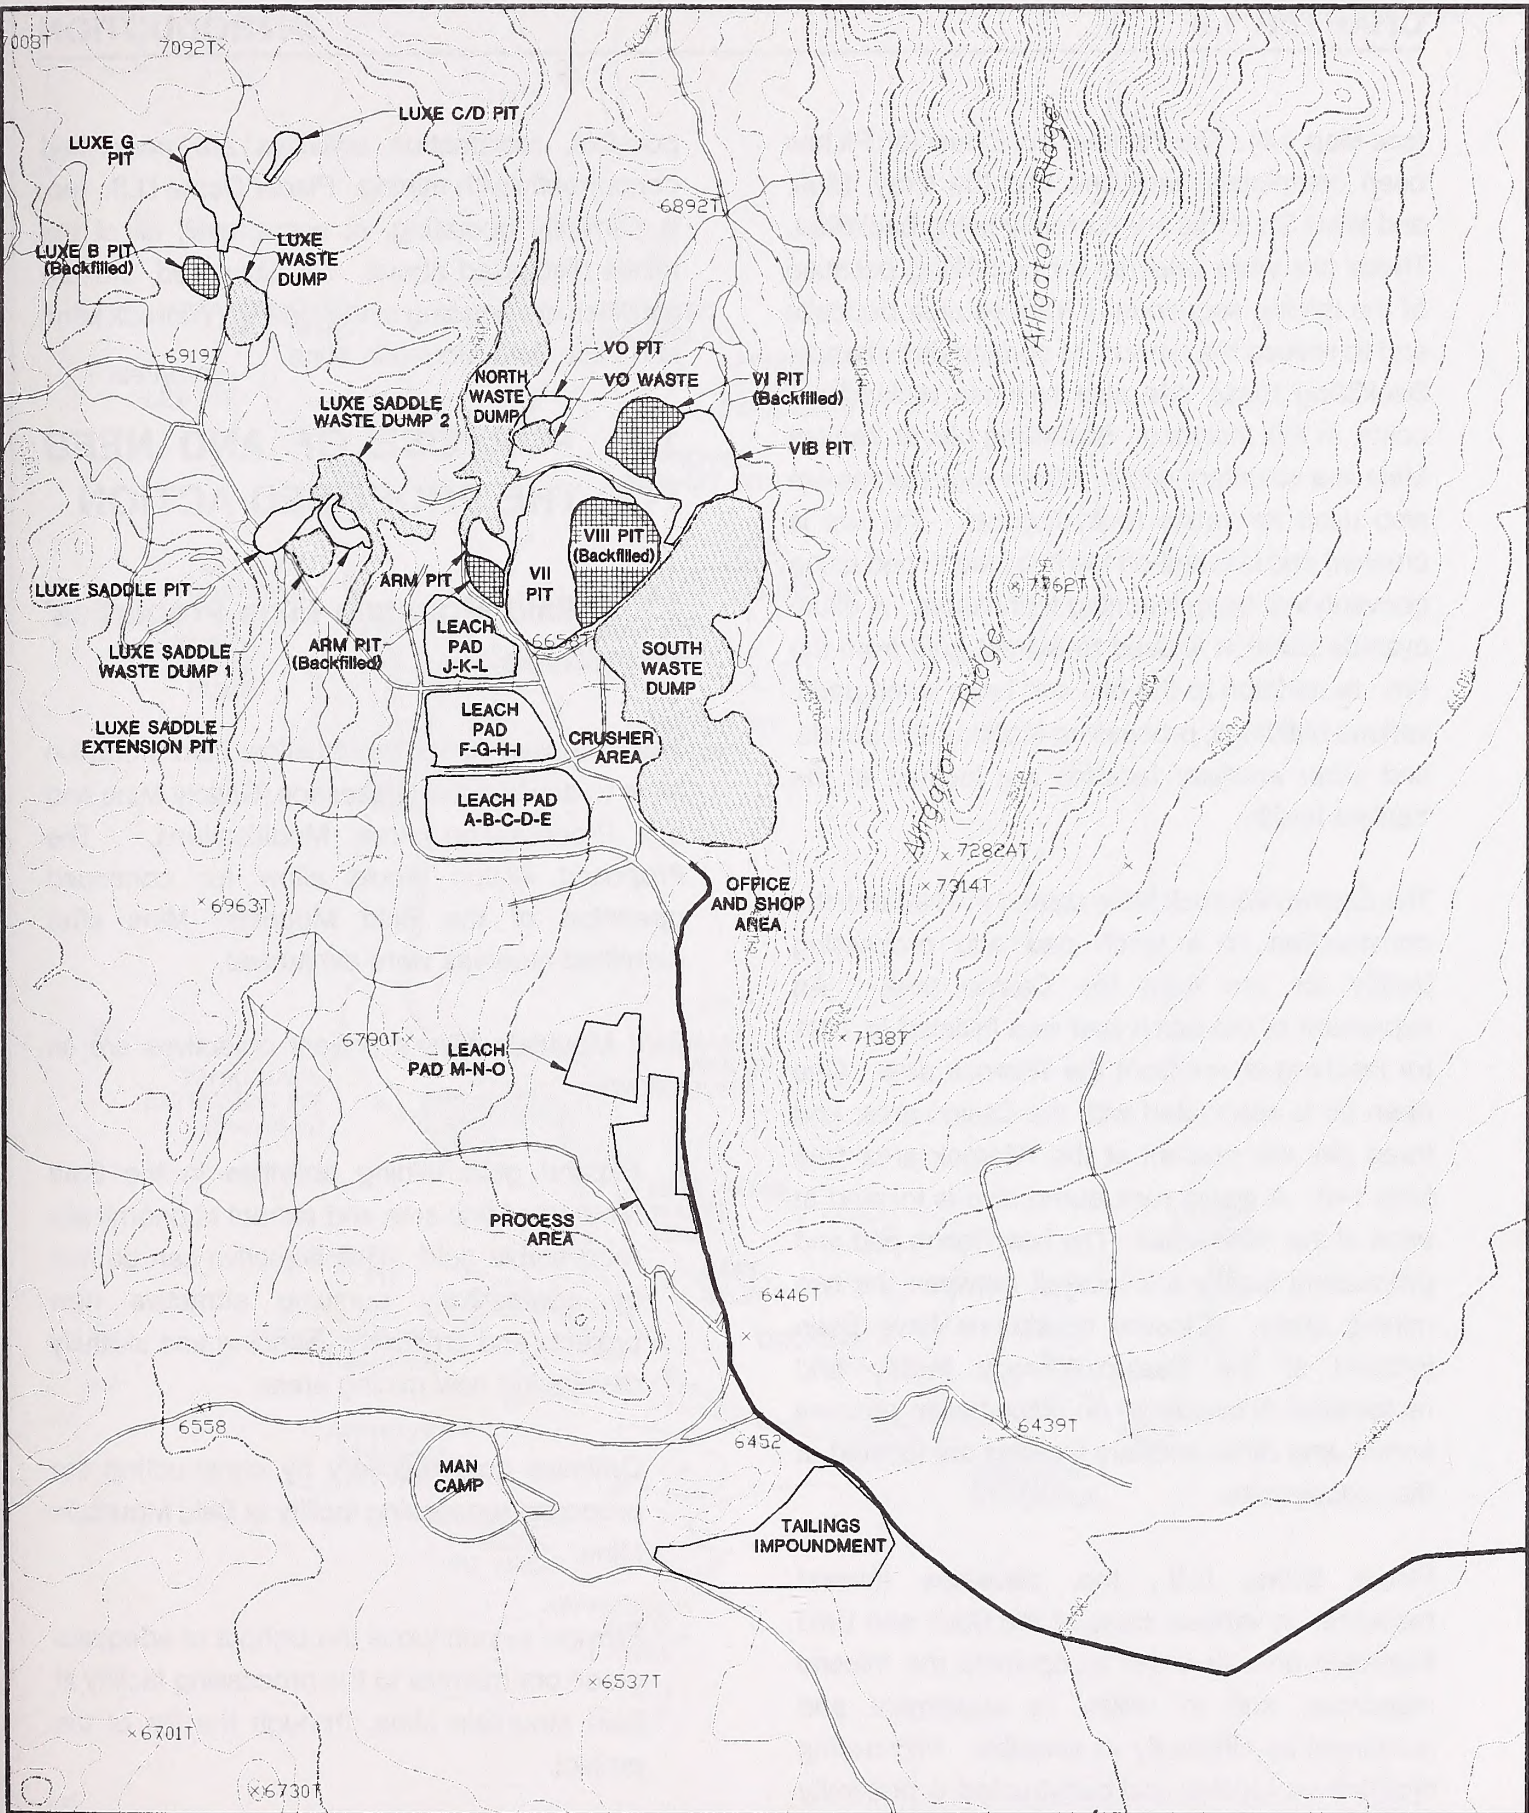 7008T
7092T
LUXE C/D PIT
LUXE G
PIT
6892T
Alligator Ridge
LUXE B PIT
(Backfilled)
LUXE
WASTE
DUMP
6919T
VO PIT
VO WASTE
NORTH
WASTE
DUMP
VI PIT
(Backfilled)
LUXE SADDLE
WASTE DUMP 2
VIB PIT
VIII PIT
(Backfilled)
VII
PIT
ARM PIT
LUXE SADDLE PIT
7762T
LEACH
PAD
J-K-L
ARM PIT
(Backfilled)
LUXE SADDLE
WASTE DUMP 1
SOUTH
WASTE
DUMP
Alligator Ridge
LUXE SADDLE
EXTENSION PIT
LEACH
PAD
F-G-H-I
CRUSHER
AREA
LEACH PAD
A-B-C-D-E
7282AT
7314T
OFFICE
AND SHOP
AREA
6963T
6790T
7138T
LEACH
PAD M-N-O
PROCESS
AREA
6446T
6558
6452
6439T
MAN
CAMP
TAILINGS
IMPOUNDMENT
6537T
6701T
6730T